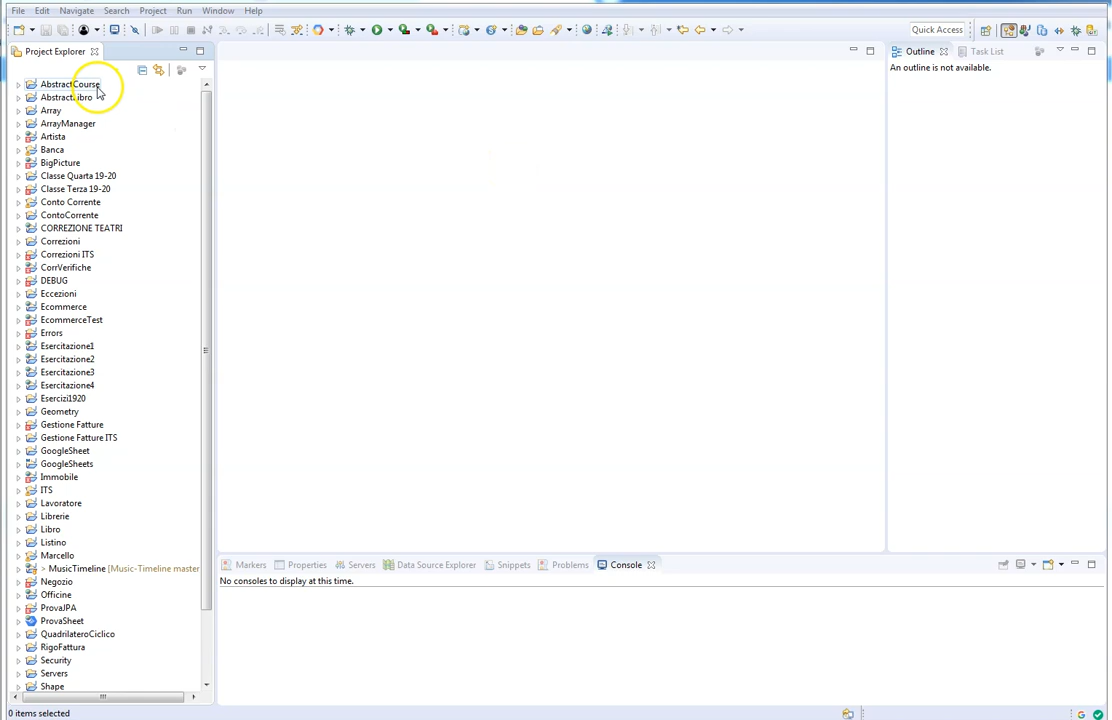 File Edit Navigate Search Project Run Window Help
Quick Access
Project Explorer
AbstractCourse
AbstractLibro
Array
ArrayManager
Artista
Banca
BigPicture
Classe Quarta 19-20
Classe Terza 19-20
Conto Corrente
ContoCorrente
CORREZIONE TEATRI
Correzioni
Correzioni ITS
CorrVerifiche
DEBUG
Eccezioni
Ecommerce
EcommerceTest
Errors
Esercitazione1
Esercitazione2
Esercitazione3
Esercitazione4
Esercizi1920
Geometry
Gestione Fatture
Gestione Fatture ITS
GoogleSheet
GoogleSheets
Immobile
ITS
Lavoratore
Librerie
Libro
Listino
Marcello
> MusicTimeline [Music-Timeline master
Negozio
Officine
ProvaJPA
ProvaSheet
QuadrilateroCiclico
RigoFattura
Security
Servers
Shape
Outline Task List
An outline is not available.
Markers Properties Servers Data Source Explorer Snippets Problems Console
No consoles to display at this time.
0 items selected